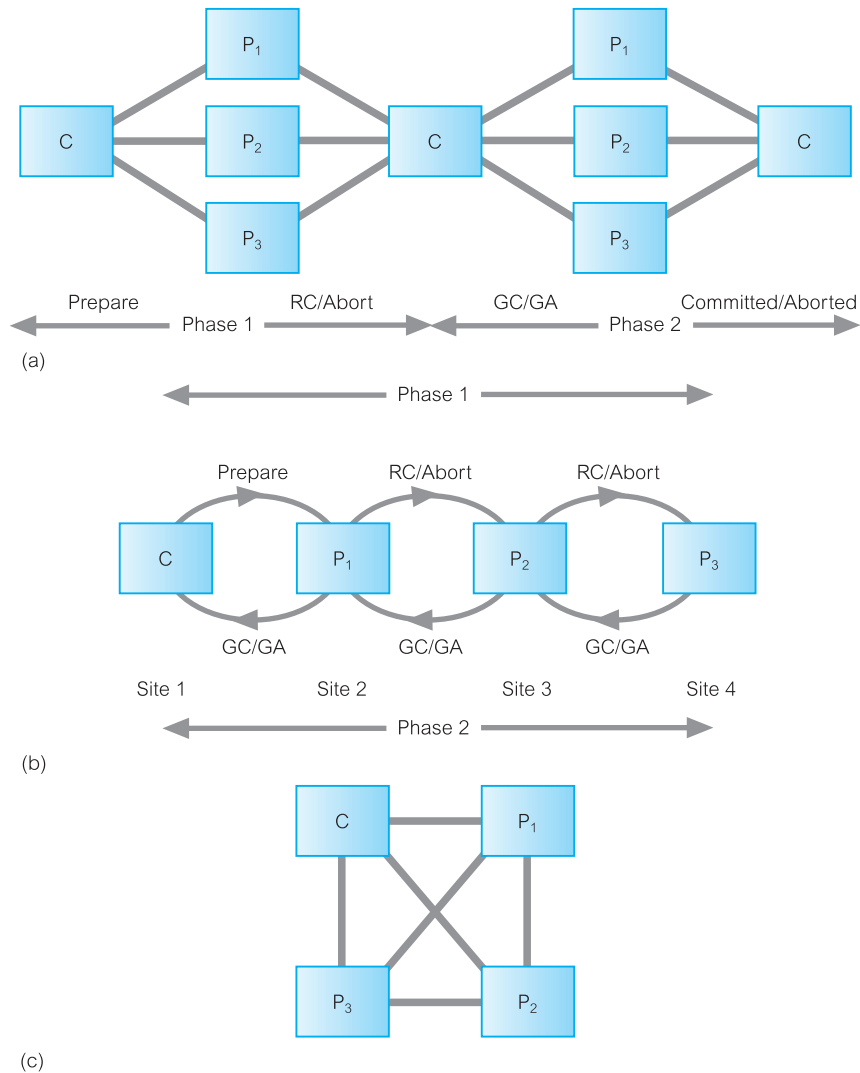 P₁ P₁
C P₂ C P₂ C
P₃ P₃
Prepare RC/Abort GC/GA Committed/Aborted
Phase 1 Phase 2
(a)
Phase 1
Prepare RC/Abort RC/Abort
C P₁ P₂ P₃
GC/GA GC/GA GC/GA
Site 1 Site 2 Site 3 Site 4
Phase 2
(b)
C P₁
P₃ P₂
(c)